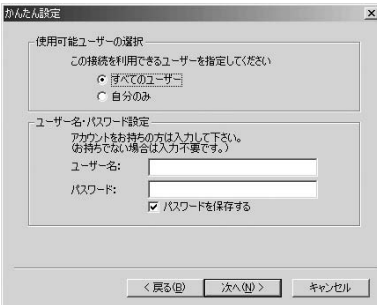 かんたん設定
使用可能ユーザーの選択
この接続を利用できるユーザーを指定してください
すべてのユーザー
自分のみ
ユーザー名・パスワード設定
アカウントをお持ちの方は入力して下さい。
(お持ちでない場合は入力不要です。)
ユーザー名:
パスワード:
パスワードを保存する
< 戻る(B) 次へ(N) > キャンセル